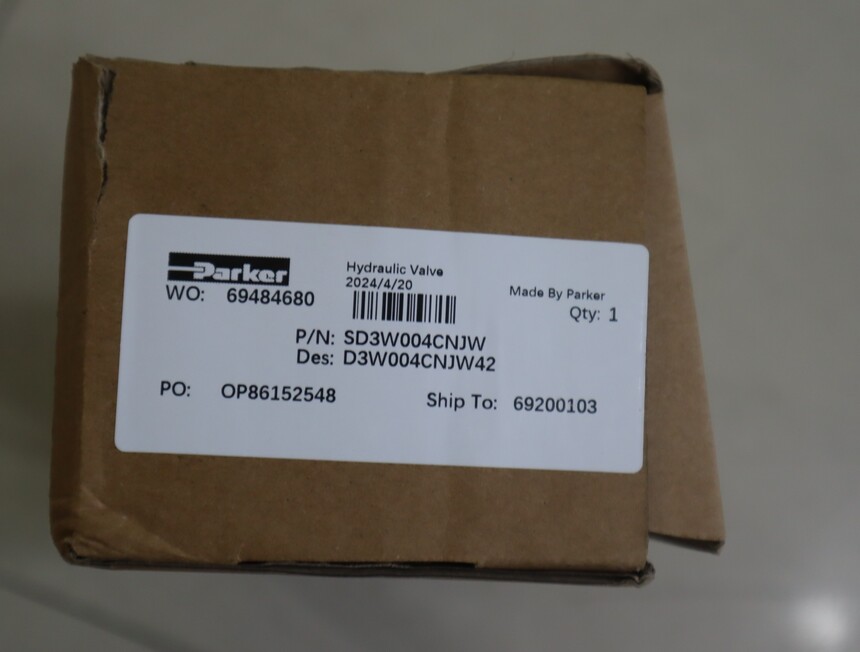 Parker
Hydraulic Valve
2024/4/20
Made By Parker
WO: 69484680
Qty: 1
P/N: SD3W004CNJW
Des: D3W004CNJW42
PO: OP86152548
Ship To: 69200103